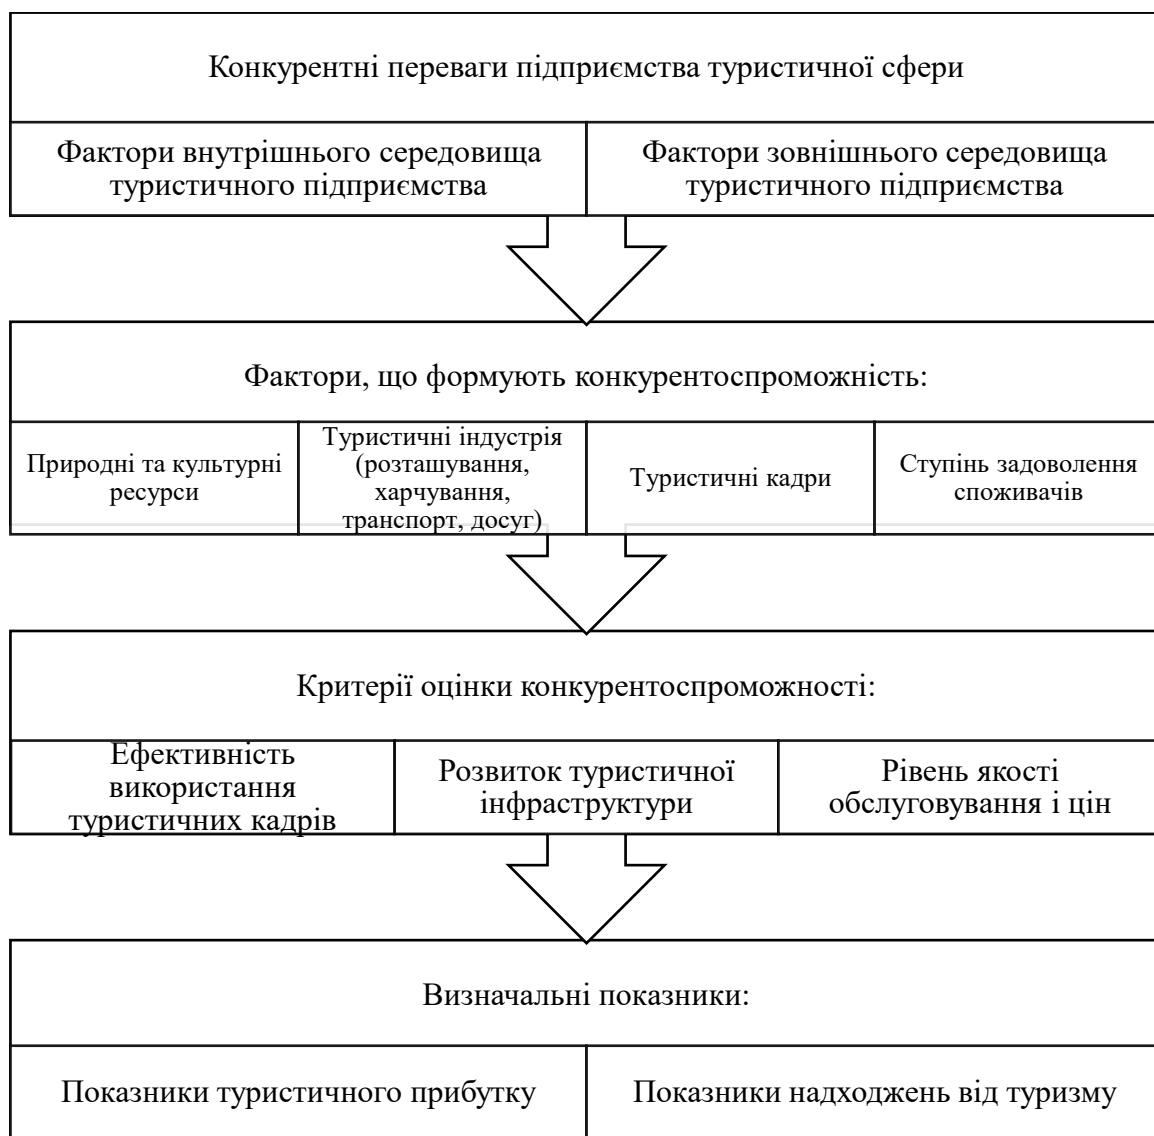 Конкурентні переваги підприємства туристичної сфери
Фактори внутрішнього середовища
туристичного підприємства
Фактори зовнішнього середовища
туристичного підприємства
Фактори, що формують конкурентоспроможність:
Природні та культурні
ресурси
Туристичні індустрія
(розташування,
харчування,
транспорт, досуг)
Туристичні кадри
Ступінь задоволення
споживачів
Критерії оцінки конкурентоспроможності:
Ефективність
використання
туристичних кадрів
Розвиток туристичної
інфраструктури
Рівень якості
обслуговування і цін
Визначальні показники:
Показники туристичного прибутку
Показники надходжень від туризму